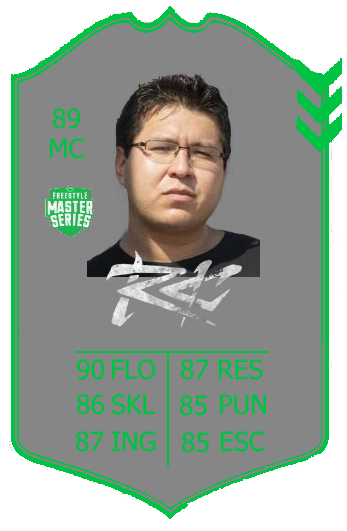 89
MC
FREESTYLE
MASTER
SERIES
90 FLO 87 RES
86 SKL 85 PUN
87 ING 85 ESC